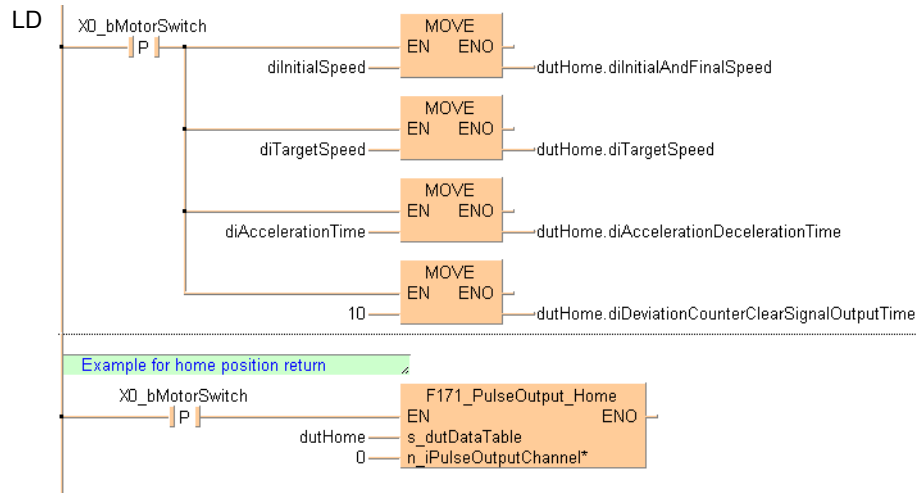 LD
X0_bMotorSwitch
P
MOVE
EN ENO
diInitialSpeed
dutHome.diInitialAndFinalSpeed
MOVE
EN ENO
diTargetSpeed
dutHome.diTargetSpeed
MOVE
EN ENO
diAccelerationTime
dutHome.diAccelerationDecelerationTime
MOVE
EN ENO
10
dutHome.diDeviationCounterClearSignalOutputTime
Example for home position return
X0_bMotorSwitch
P
F171_PulseOutput_Home
EN ENO
dutHome s_dutDataTable
0 n_iPulseOutputChannel*